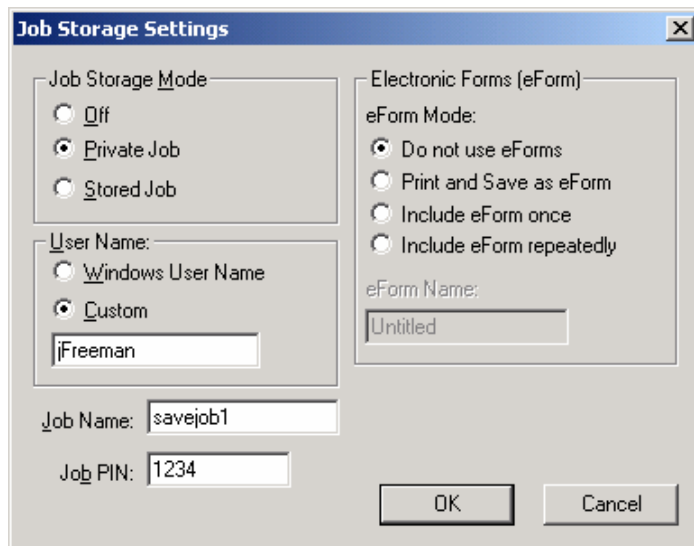 Job Storage Settings
Job Storage Mode
Off
Private Job
Stored Job
User Name:
Windows User Name
Custom
jFreeman
Job Name: savejob1
Job PIN: 1234
Electronic Forms (eForm)
eForm Mode:
Do not use eForms
Print and Save as eForm
Include eForm once
Include eForm repeatedly
eForm Name:
Untitled
OK Cancel